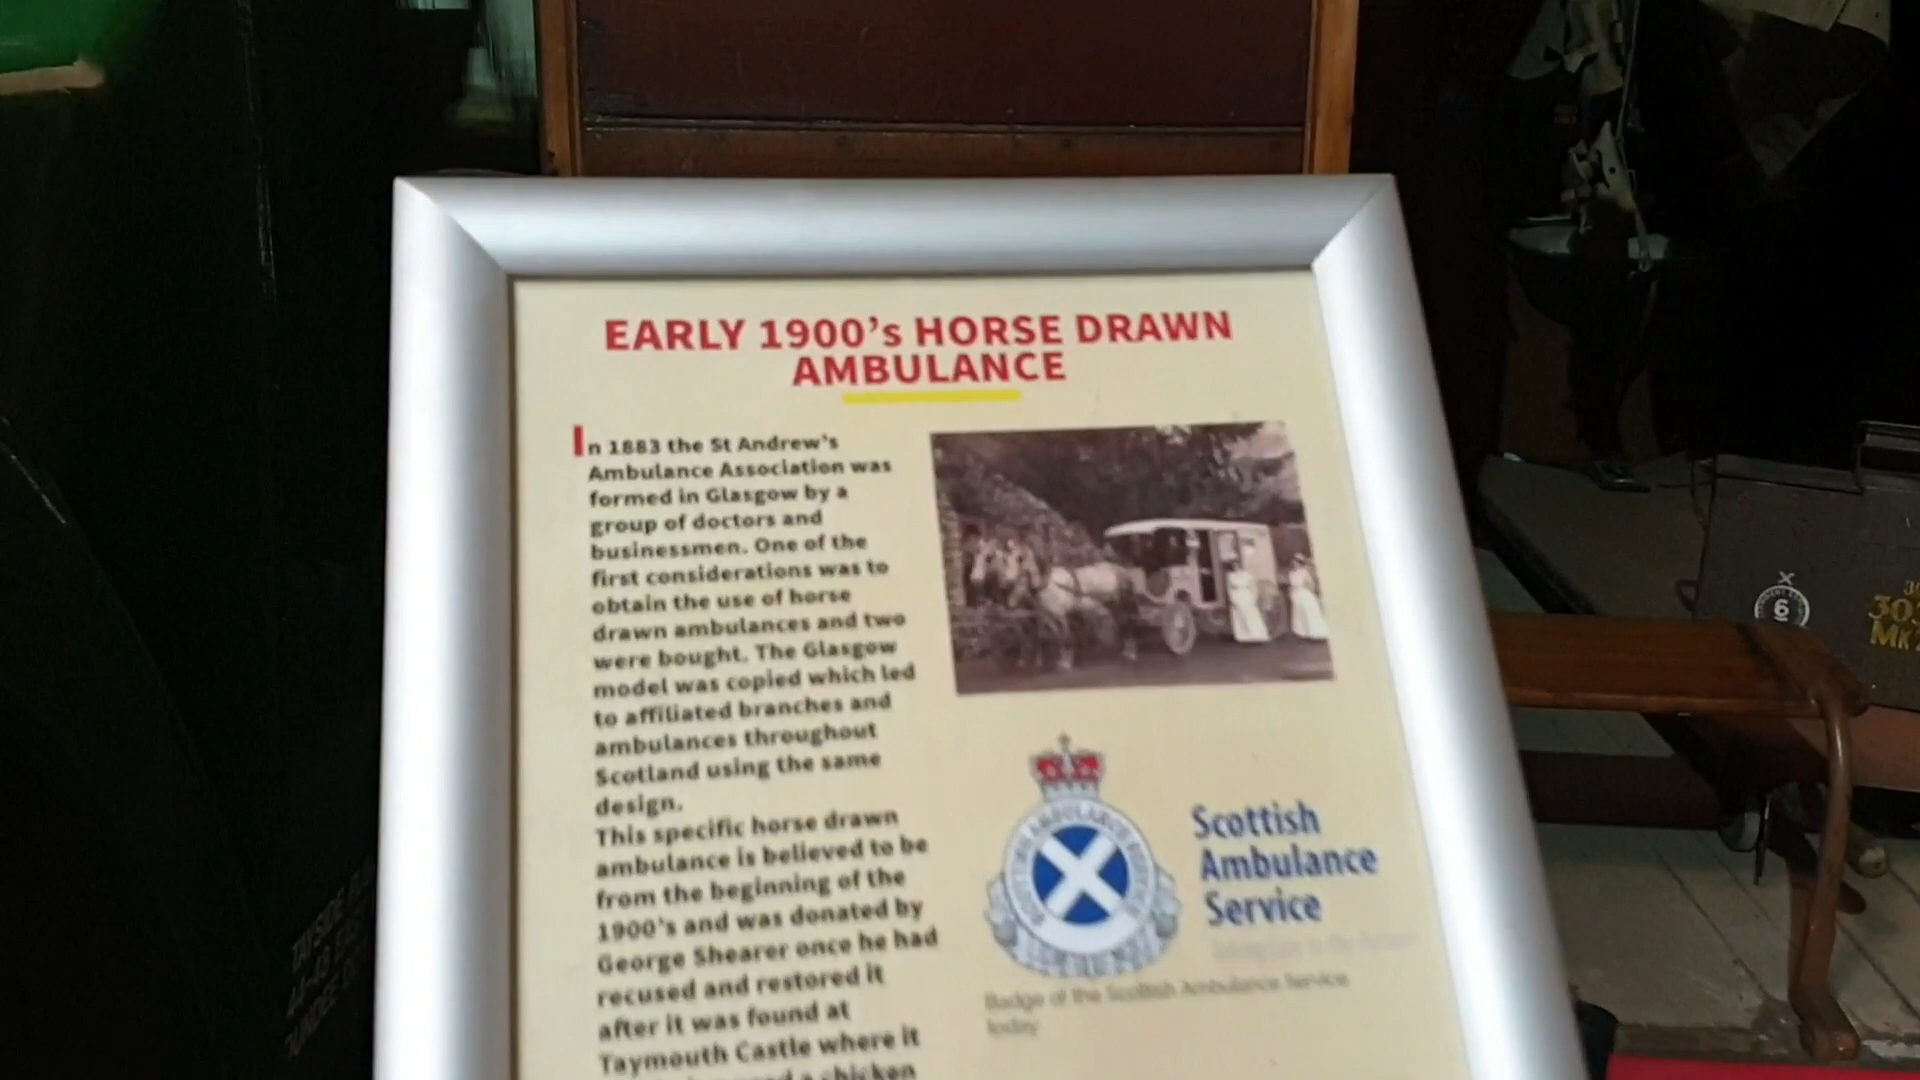 EARLY 1900's HORSE DRAWN
AMBULANCE
In 1883 the St Andrew's
Ambulance Association was
formed in Glasgow by a
group of doctors and
businessmen. One of the
first considerations was to
obtain the use of horse
drawn ambulances and two
were bought. The Glasgow
model was copied which led
to affiliated branches and
ambulances throughout
Scotland using the same
design.
This specific horse drawn
ambulance is believed to be
from the beginning of the
1900's and was donated by
George Shearer once he had
recused and restored it
after it was found at
Taymouth Castle where it
a chicken
Scottish
Ambulance
Service
Badge of the Scottish Ambulance Service
today
X
6